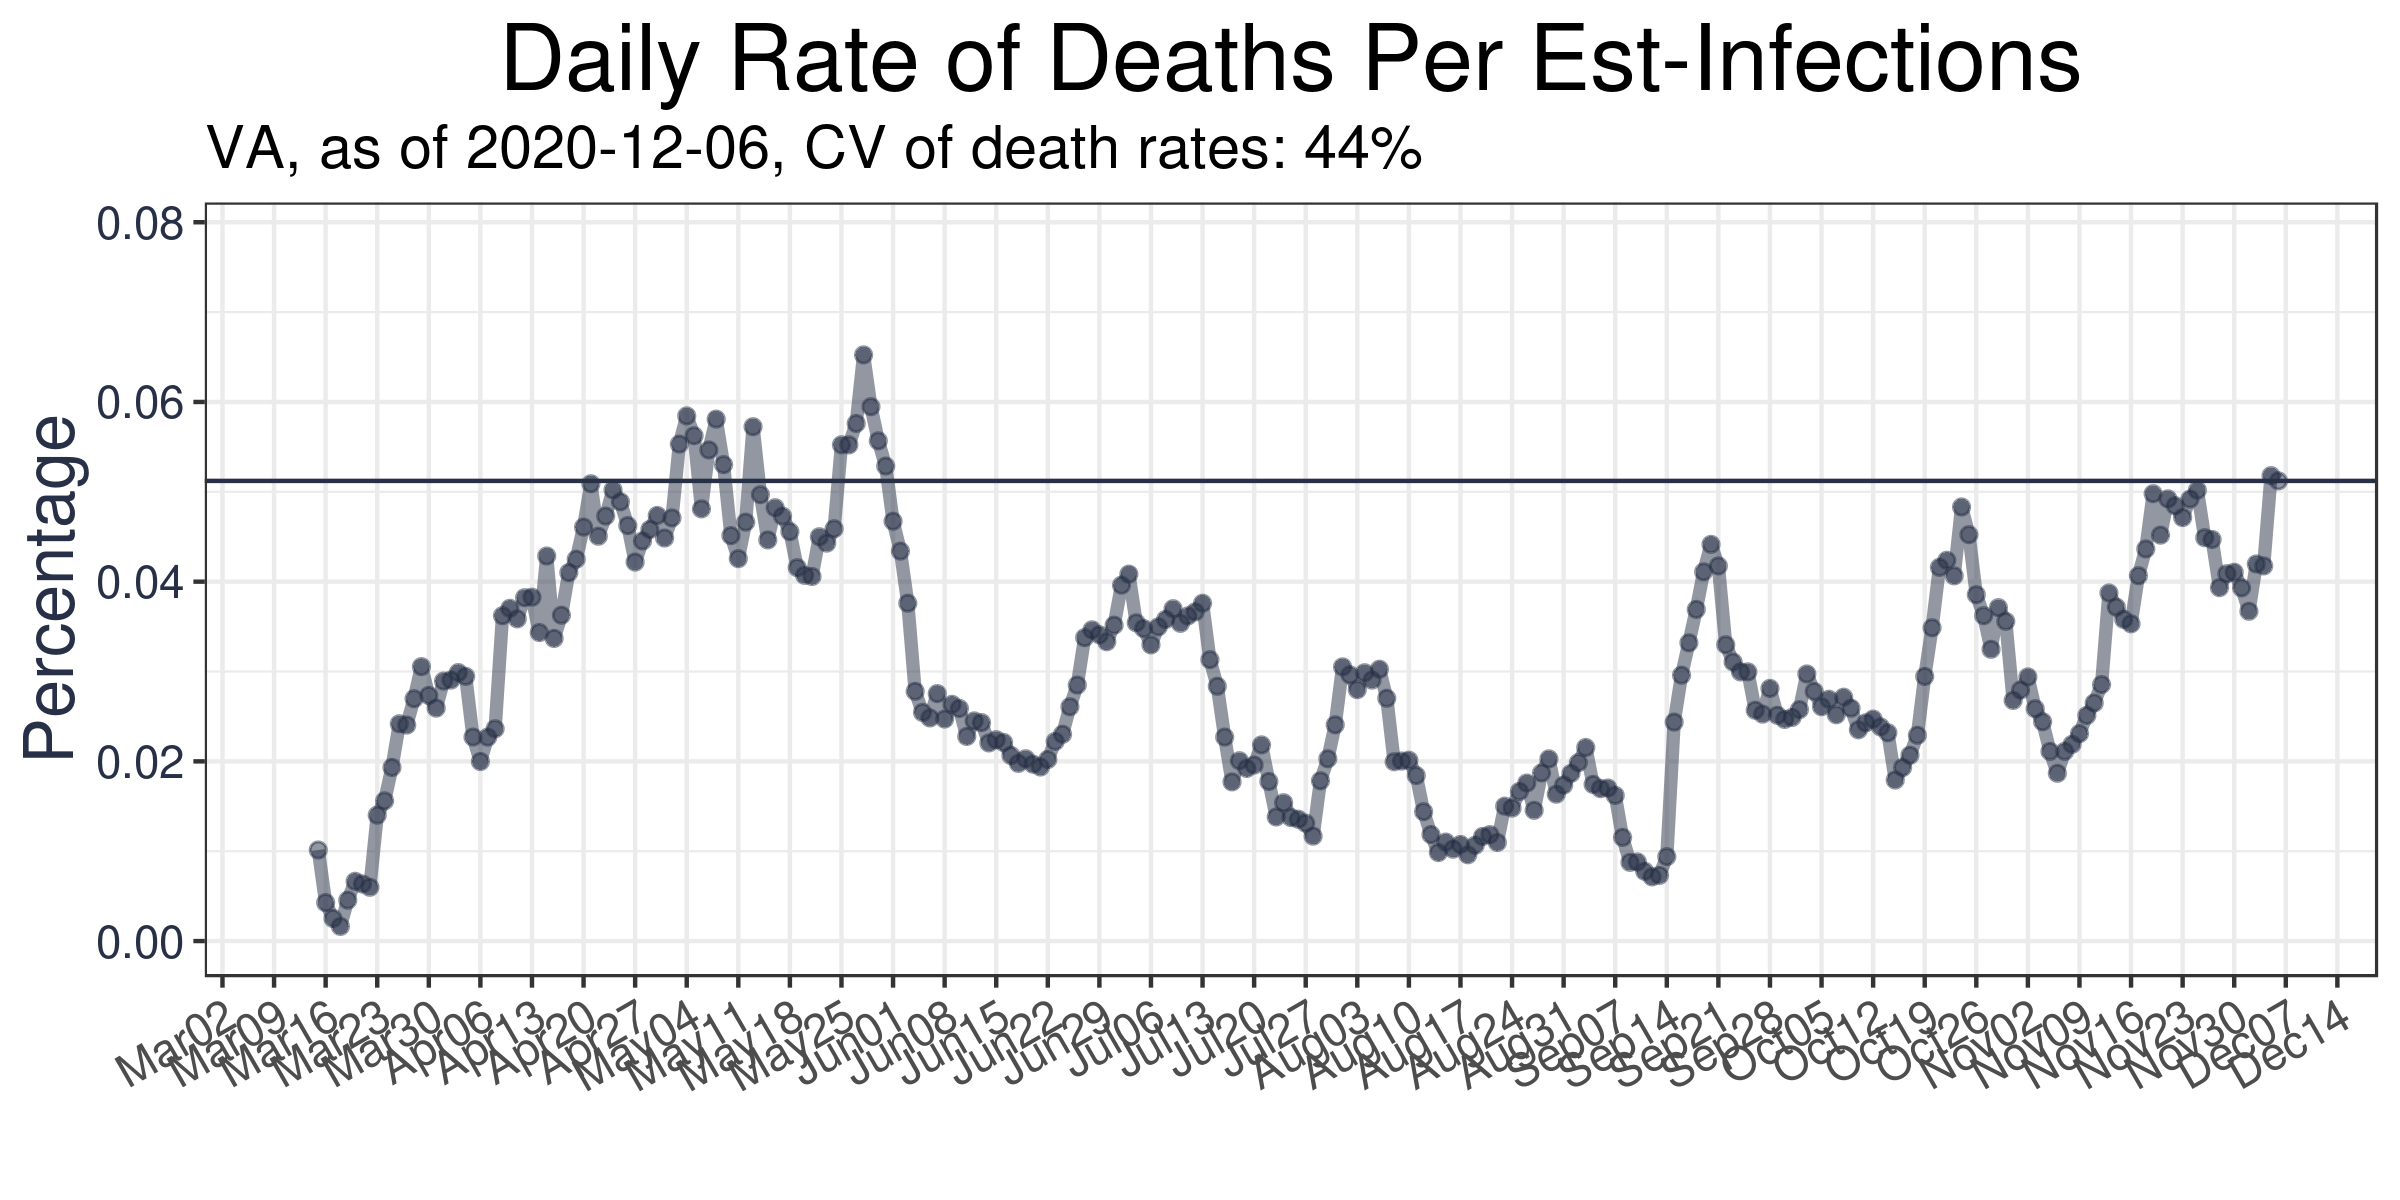 Daily Rate of Deaths Per Est-Infections
VA, as of 2020-12-06, CV of death rates: 44%
Percentage
0.08
0.06
0.04
0.02
0.00
Mar02
Mar09
Mar16
Mar23
Mar30
Apr06
Apr13
Apr20
Apr27
May04
May11
May18
May25
Jun01
Jun08
Jun15
Jun22
Jun29
Jul06
Jul13
Jul20
Jul27
Aug03
Aug10
Aug17
Aug24
Aug31
Sep07
Sep14
Sep21
Sep28
Oct05
Oct12
Oct19
Oct26
Nov02
Nov09
Nov16
Nov23
Nov30
Dec07
Dec14